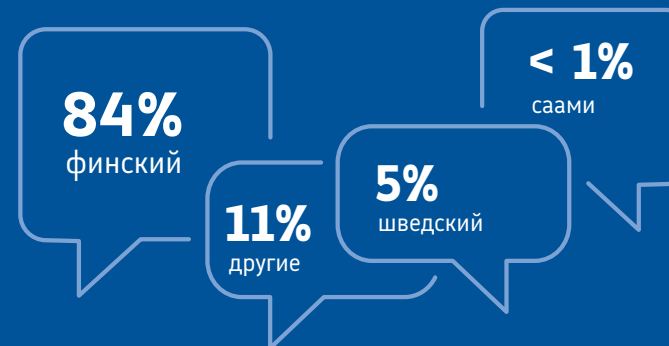 84%
финский
11%
другие
5%
шведский
< 1%
саами